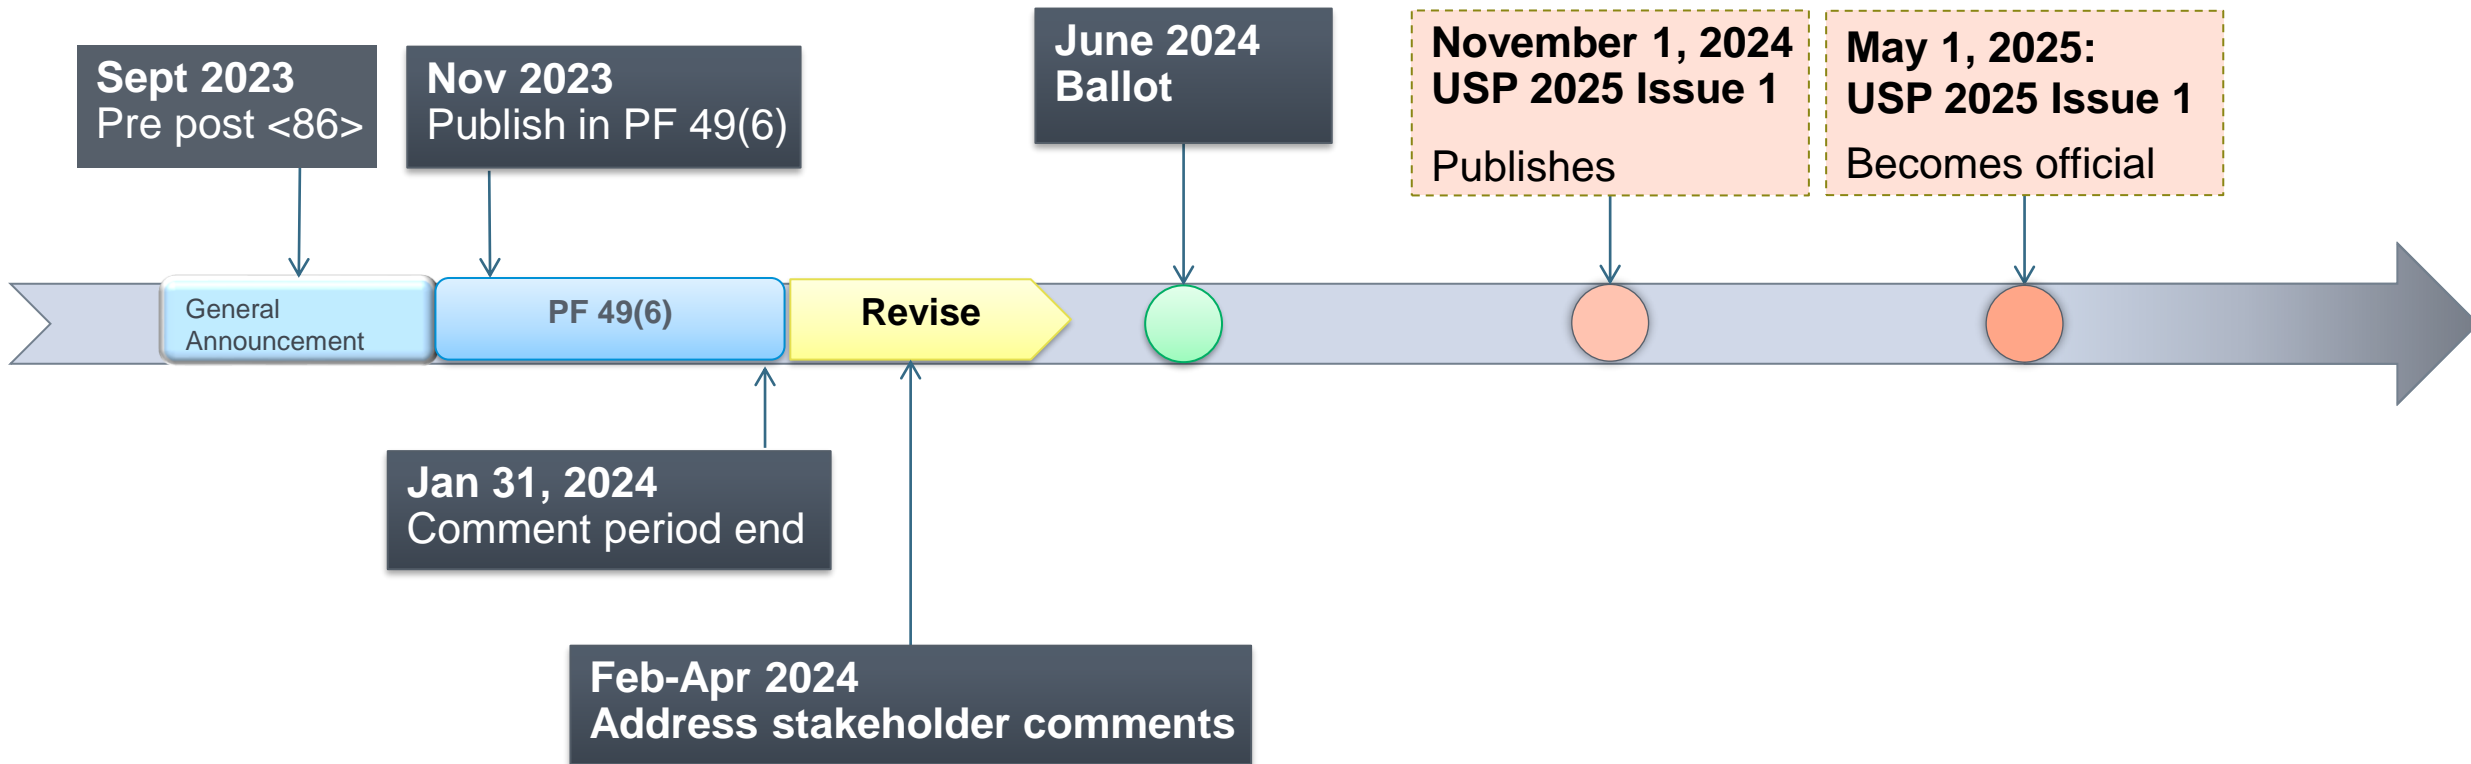 Sept 2023
Pre post <86>
Nov 2023
Publish in PF 49(6)
June 2024
Ballot
November 1, 2024
USP 2025 Issue 1
Publishes
May 1, 2025:
USP 2025 Issue 1
Becomes official
General
Announcement
PF 49(6)
Revise
Jan 31, 2024
Comment period end
Feb-Apr 2024
Address stakeholder comments